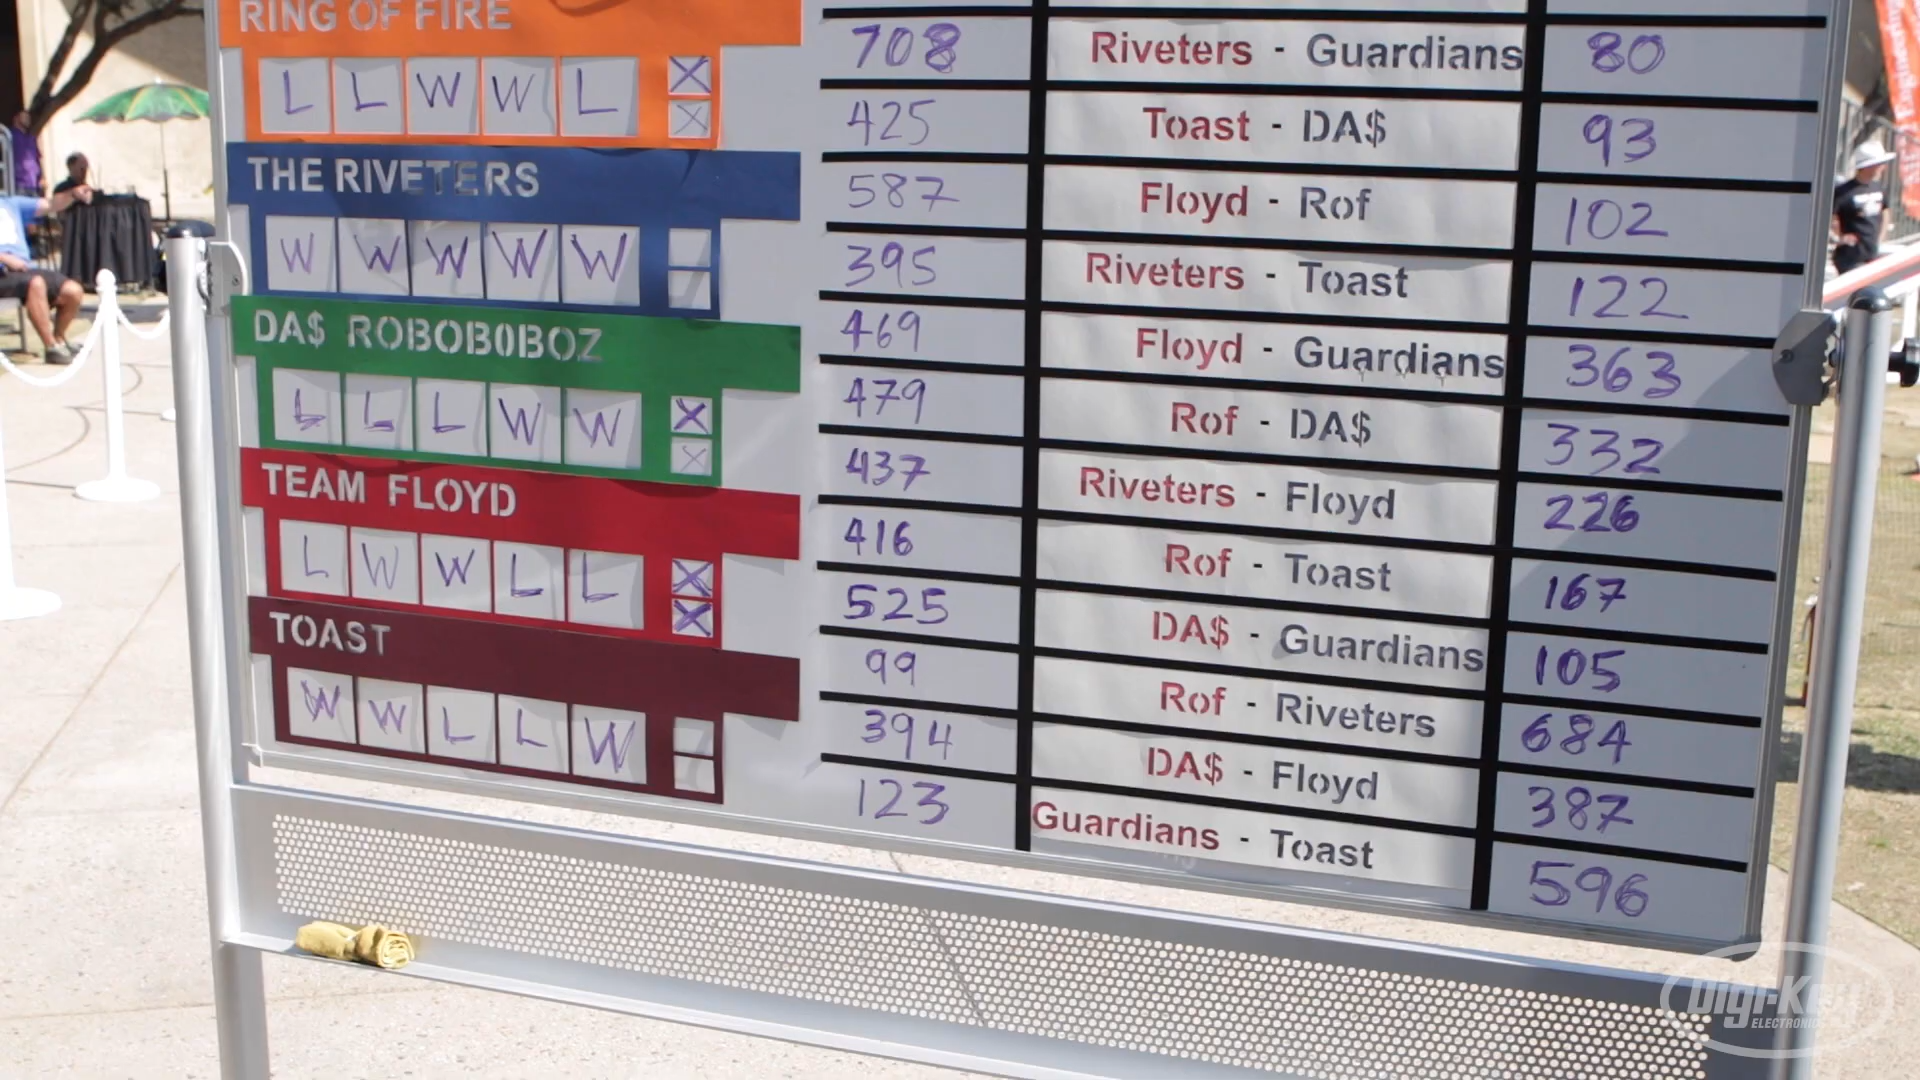 RING OF FIRE
L L W W L X
X
THE RIVETERS
W W W W W
DA$ ROBOBOBOZ
L L L W W X
X
TEAM FLOYD
L W W L L X
X
TOAST
W W L L W
708 Riveters - Guardians 80
425 Toast - DA$ 93
587 Floyd - Rof 102
395 Riveters - Toast 122
469 Floyd - Guardians 363
479 Rof - DA$ 332
437 Riveters - Floyd 226
416 Rof - Toast 167
525 DA$ - Guardians 105
99 Rof - Riveters 684
394 DA$ - Floyd 387
123 Guardians - Toast 596
Digi-Key
ELECTRONICS